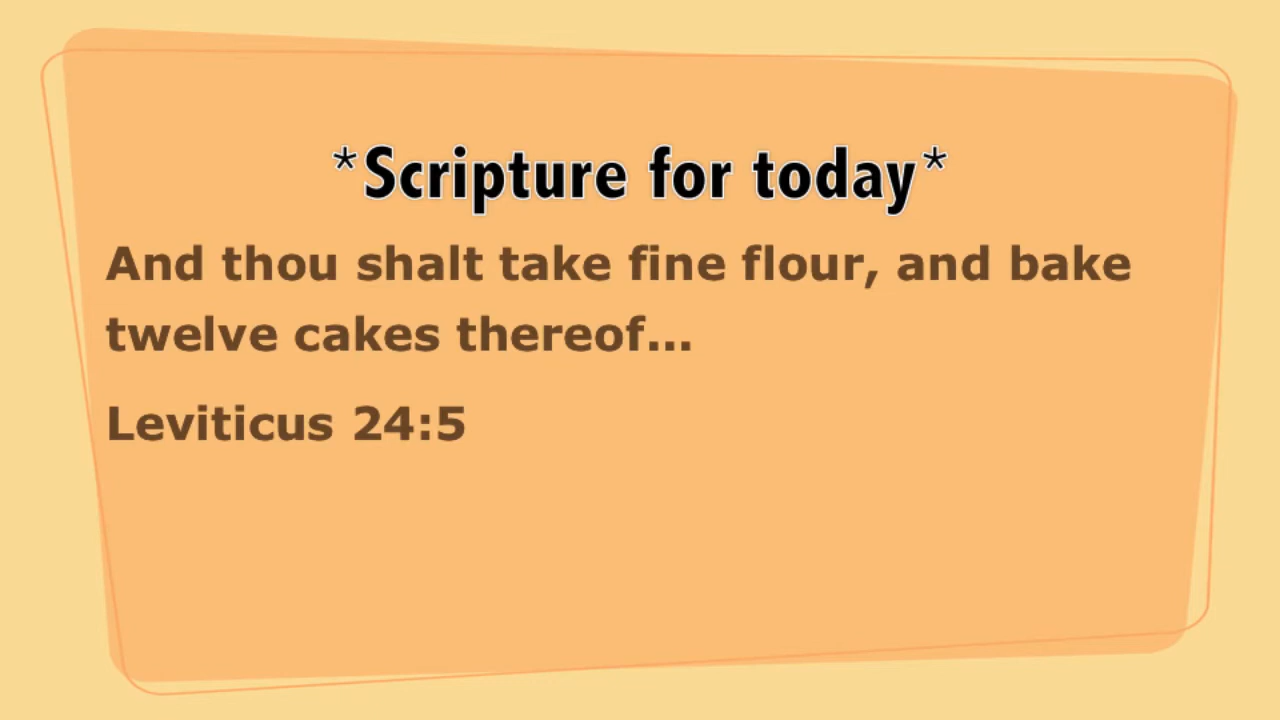 *Scripture for today*
And thou shalt take fine flour, and bake
twelve cakes thereof...
Leviticus 24:5